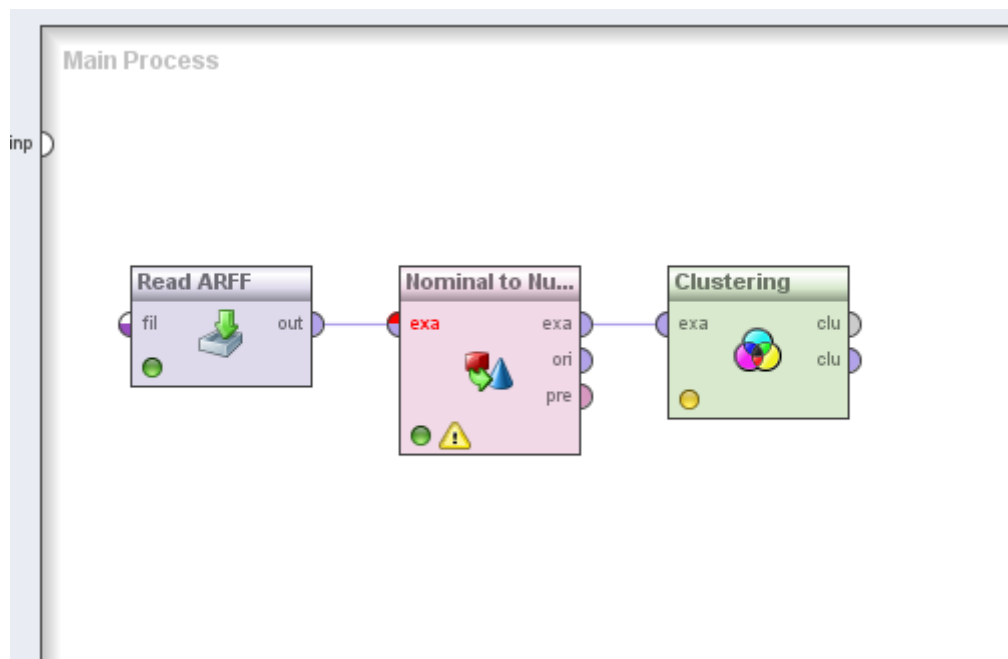 Main Process
inp
Read ARFF
fil
out
Nominal to Nu...
exa
exa
ori
pre
Clustering
exa
clu
clu